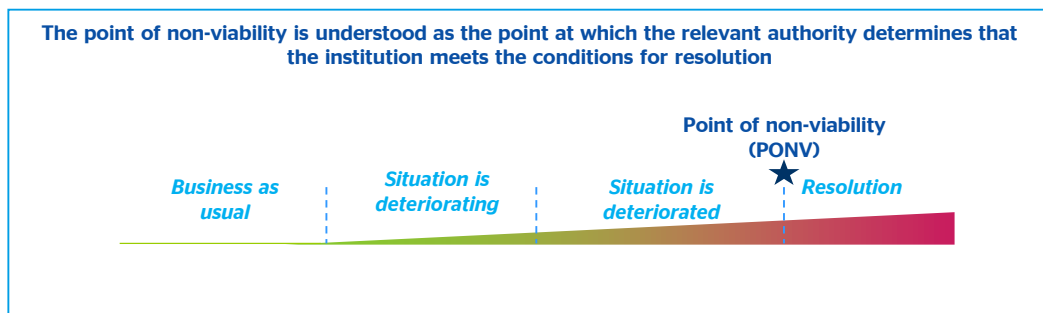 The point of non-viability is understood as the point at which the relevant authority determines that
the institution meets the conditions for resolution
Point of non-viability
(PONV)
Business as
usual
Situation is
deteriorating
Situation is
deteriorated
Resolution